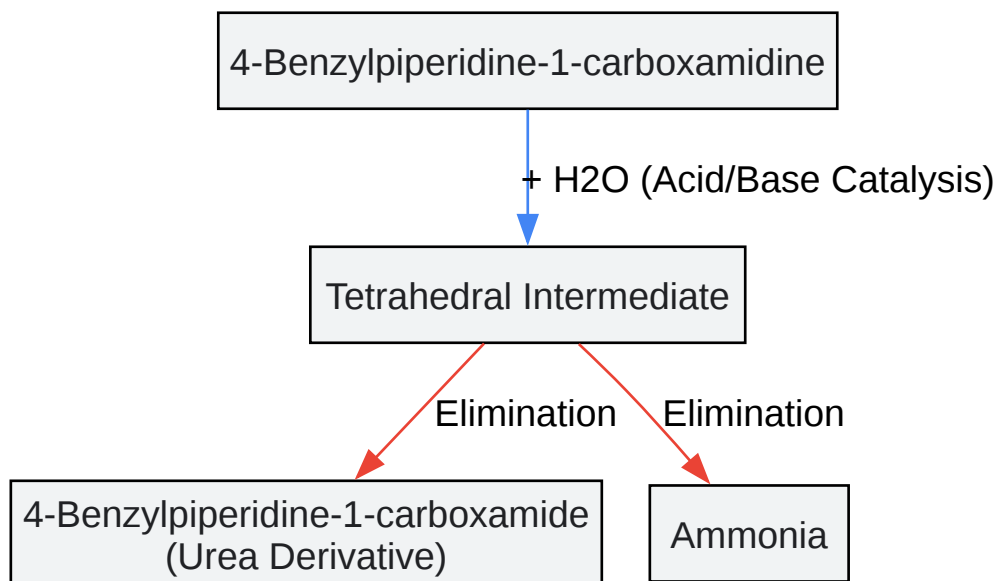 4-Benzylpiperidine-1-carboxamidine
+ H2O (Acid/Base Catalysis)
Tetrahedral Intermediate
Elimination
Elimination
4-Benzylpiperidine-1-carboxamide
(Urea Derivative)
Ammonia